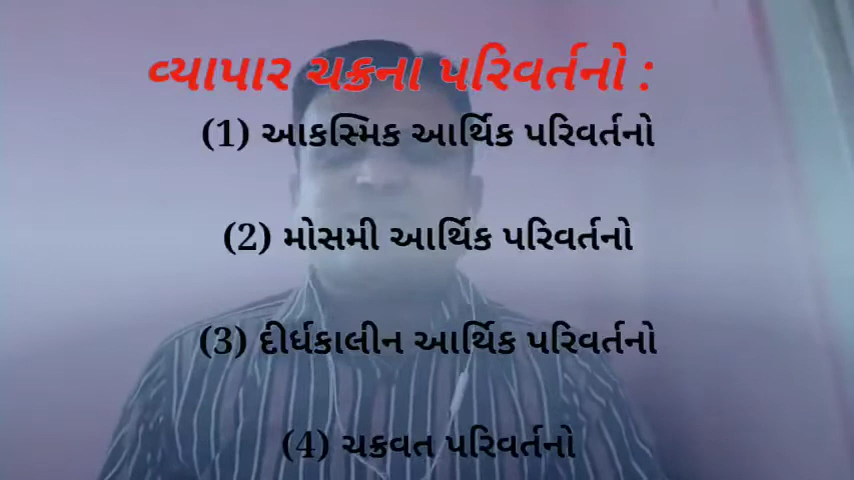 વ્યાપાર ચક્રના પરિવર્તનો :
(1) આકસ્મિક આર્થિક પરિવર્તનો
(2) મોસમી આર્થિક પરિવર્તનો
(3) દીર્ધકાલીન આર્થિક પરિવર્તનો
(4) ચક્રવત પરિવર્તનો